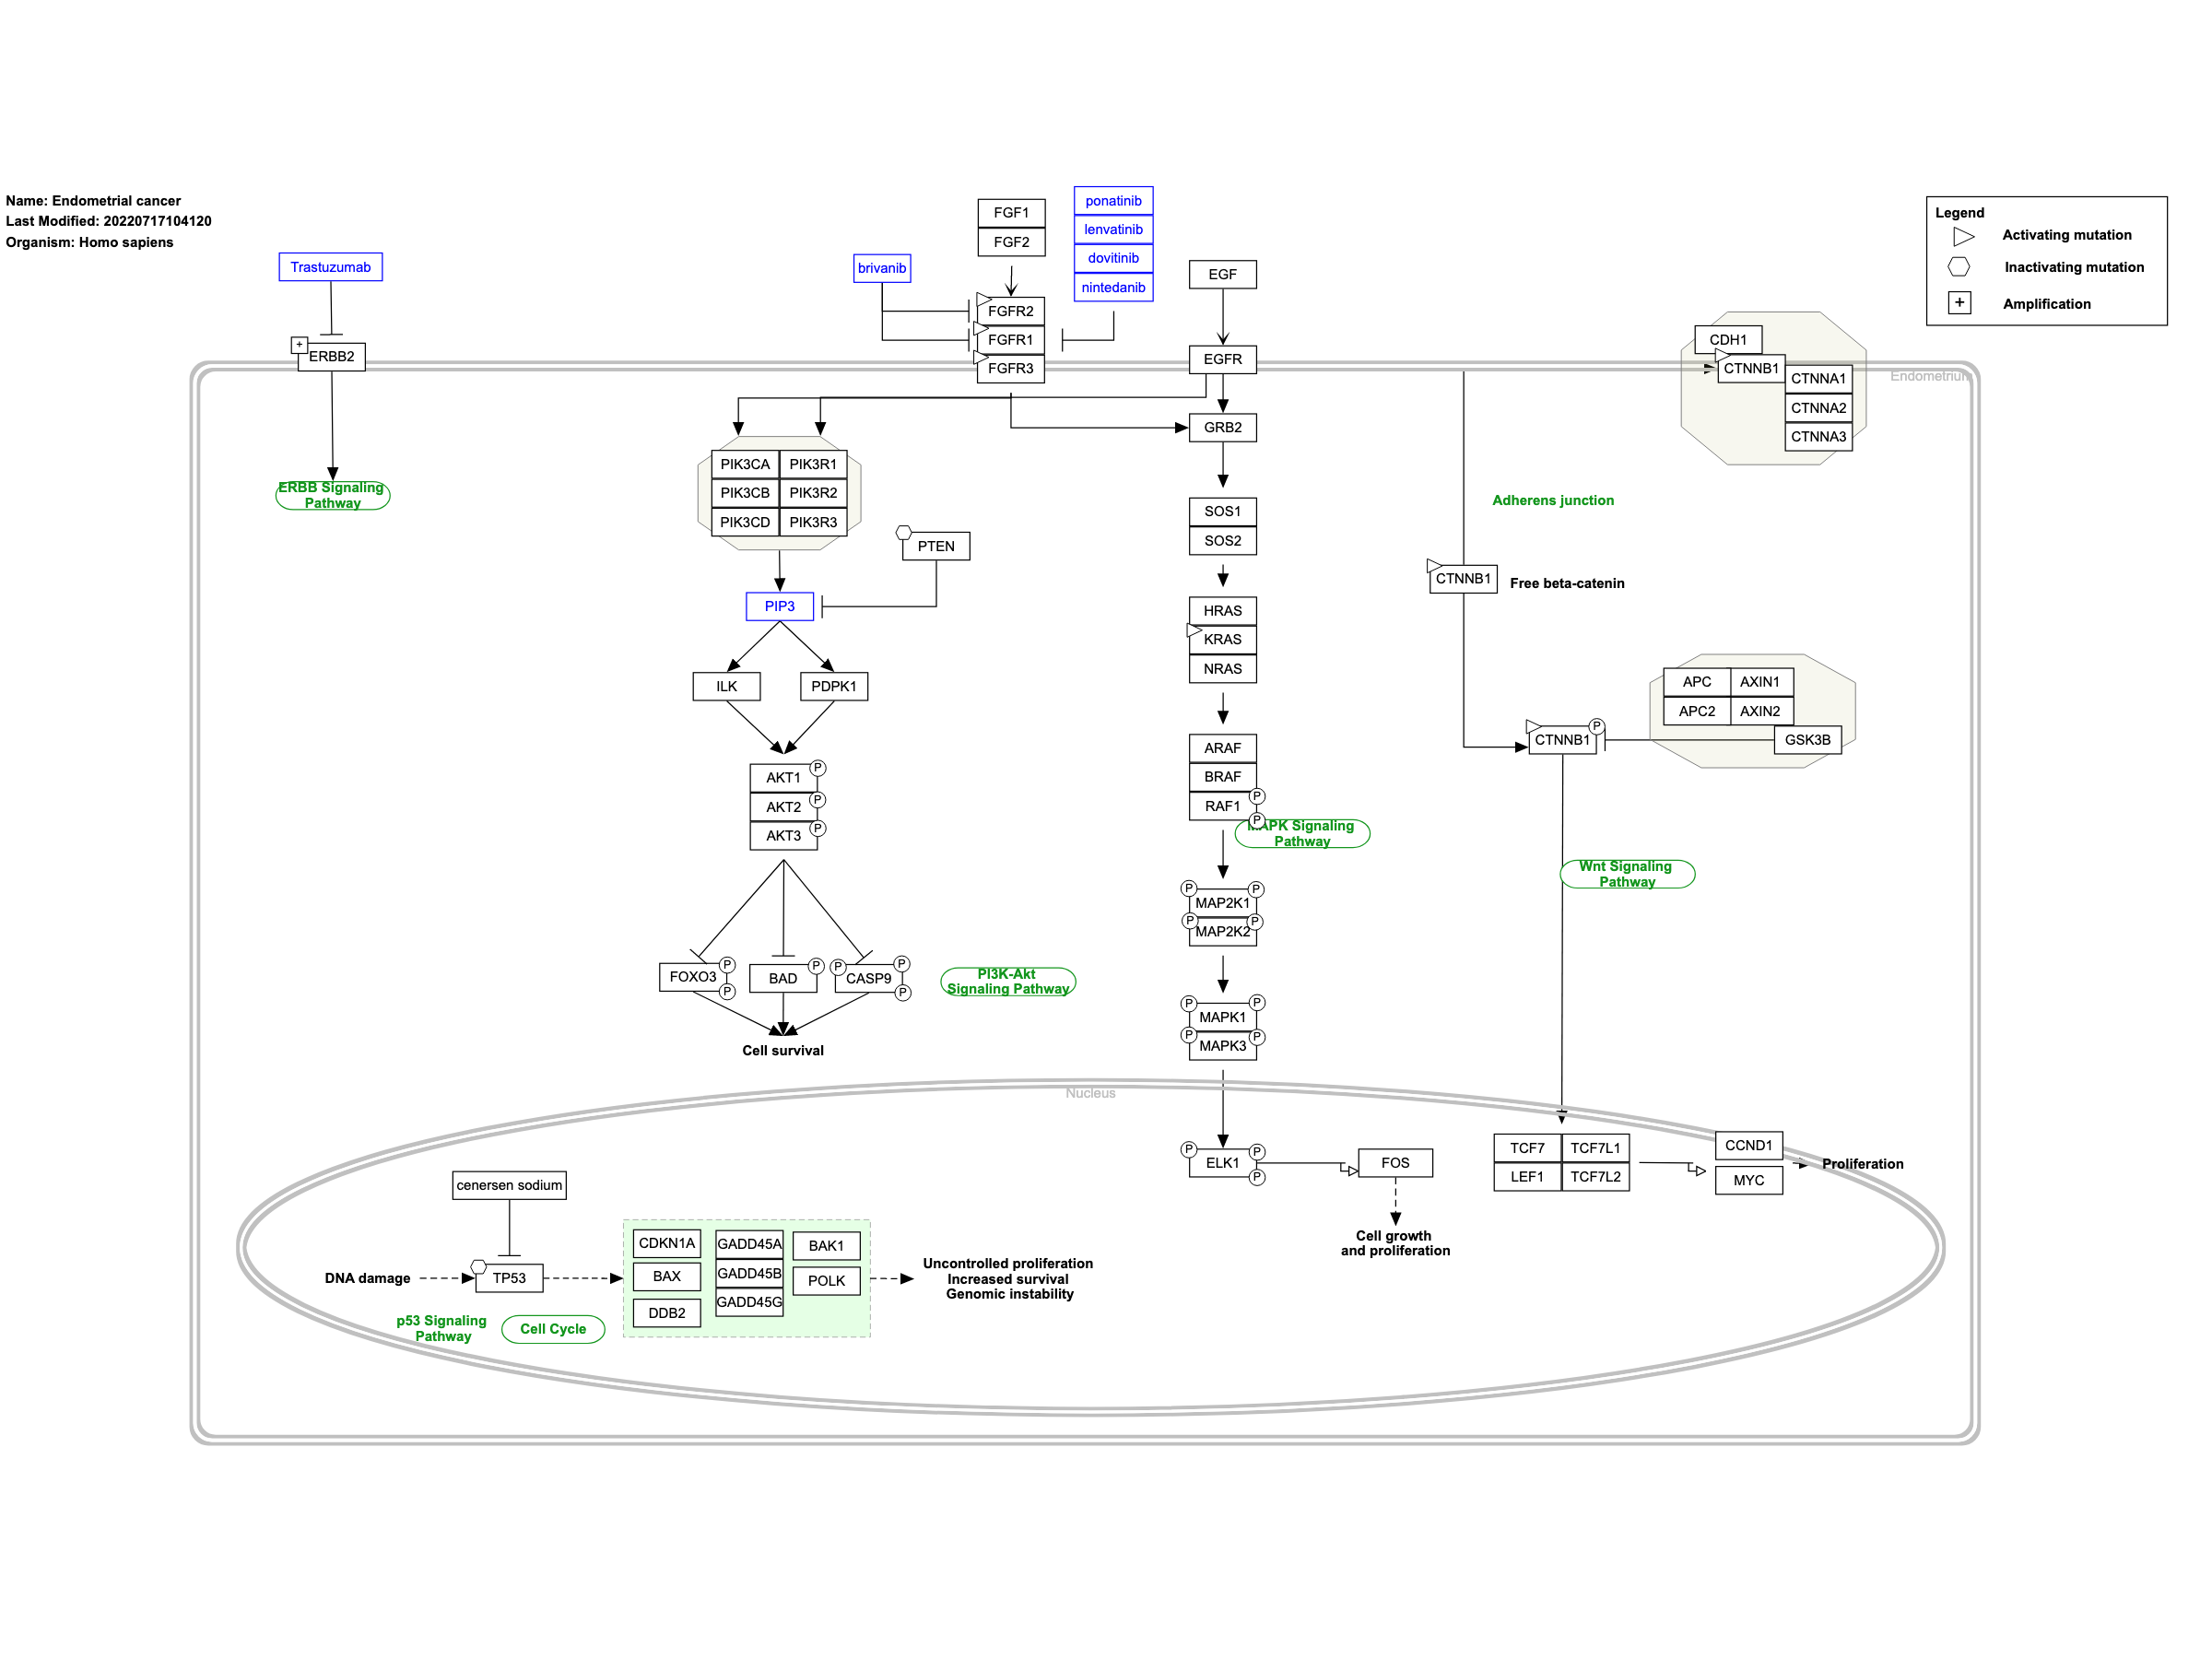 Name: Endometrial cancer
Last Modified: 20220717104120
Organism: Homo sapiens
Legend
Activating mutation
Inactivating mutation
+
Amplification
Trastuzumab
+
ERBB2
ERBB Signaling
Pathway
brivanib
FGF1
FGF2
FGFR2
FGFR1
FGFR3
ponatinib
lenvatinib
dovitinib
nintedanib
EGF
EGFR
GRB2
SOS1
SOS2
HRAS
KRAS
NRAS
ARAF
BRAF
RAF1
P
P
MAPK Signaling
Pathway
P
P
MAP2K1
P
P
MAP2K2
P
P
MAPK1
P
P
MAPK3
PIK3CA
PIK3R1
PIK3CB
PIK3R2
PIK3CD
PIK3R3
PTEN
PIP3
ILK
PDPK1
AKT1
P
AKT2
P
AKT3
P
FOXO3
P
P
BAD
P
P
CASP9
P
P
PI3K-Akt
Signaling Pathway
Cell survival
CDH1
CTNNB1
CTNNA1
CTNNA2
CTNNA3
Endometrium
Adherens junction
CTNNB1
Free beta-catenin
APC
AXIN1
APC2
AXIN2
GSK3B
CTNNB1
P
Wnt Signaling
Pathway
Nucleus
P
ELK1
P
P
FOS
Cell growth
and proliferation
TCF7
TCF7L1
LEF1
TCF7L2
CCND1
MYC
Proliferation
cenersen sodium
DNA damage
TP53
p53 Signaling
Pathway
Cell Cycle
CDKN1A
BAX
DDB2
GADD45A
GADD45B
GADD45G
BAK1
POLK
Uncontrolled proliferation
Increased survival
Genomic instability